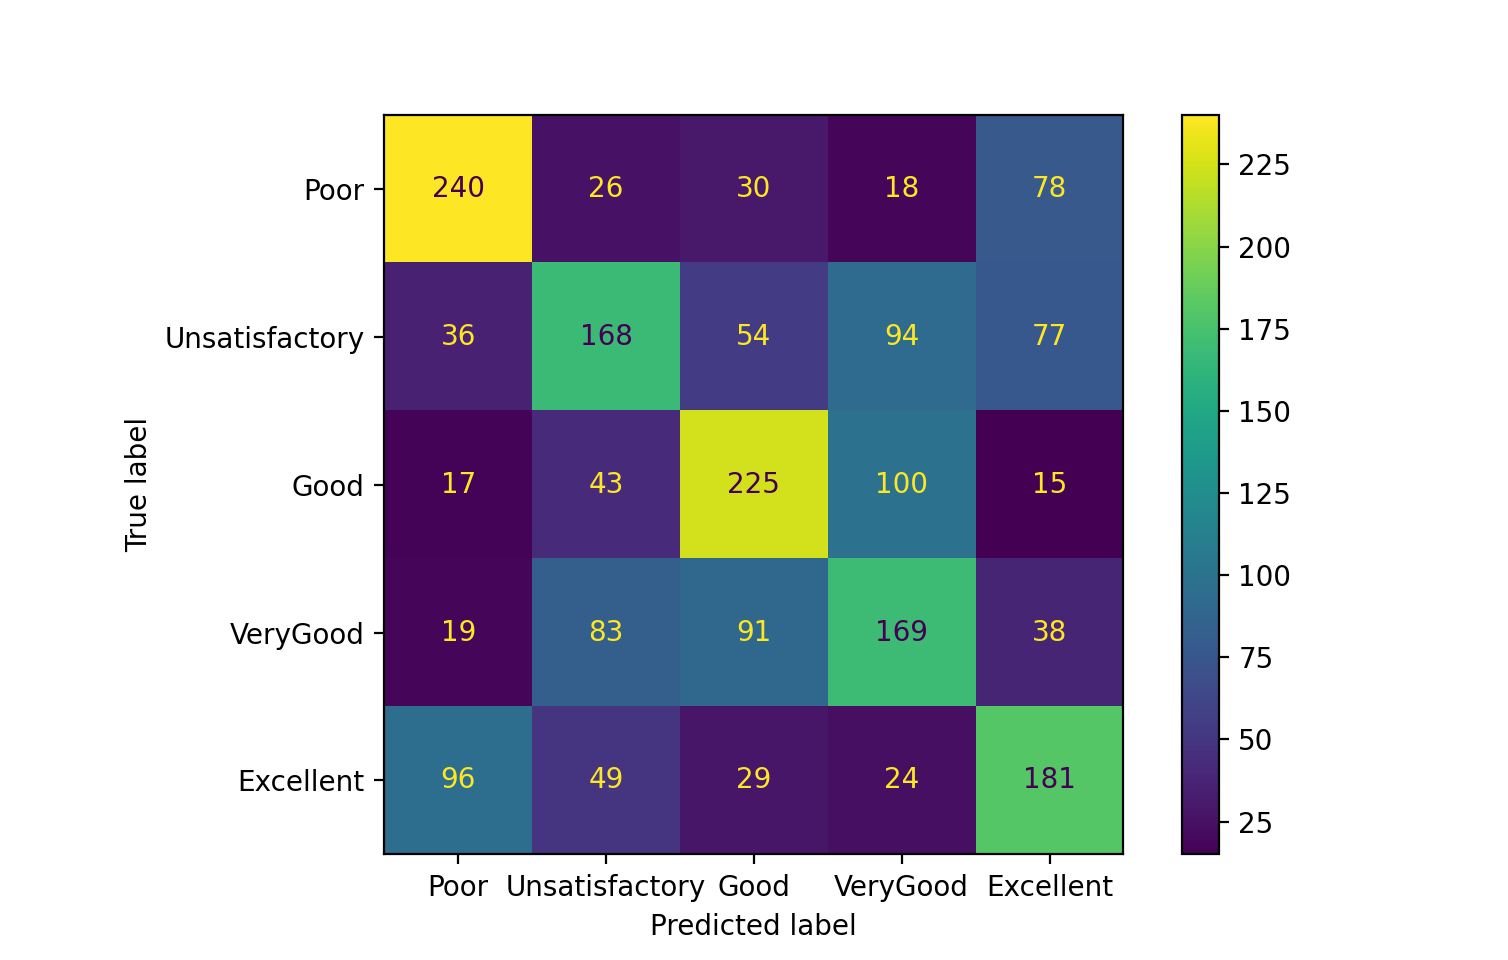 Poor 240 26 30 18 78
Unsatisfactory 36 168 54 94 77
Good 17 43 225 100 15
VeryGood 19 83 91 169 38
Excellent 96 49 29 24 181
Poor Unsatisfactory Good VeryGood Excellent
Predicted label
True label
225
200
175
150
125
100
75
50
25